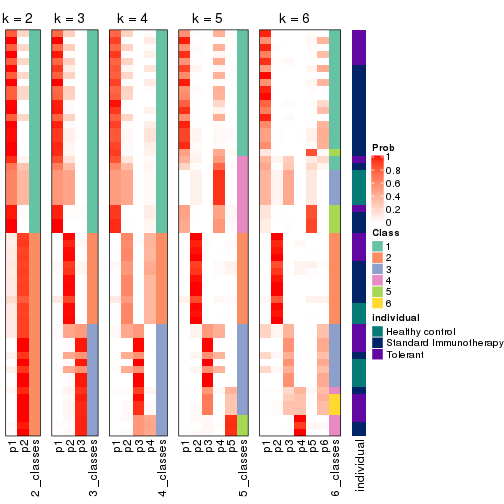 k = 2 k = 3 k = 4 k = 5 k = 6
Prob
1
0.8
0.6
0.4
0.2
0
Class
1
2
3
4
5
6
individual
Healthy control
Standard Immunotherapy
Tolerant
p1 p2 2_classes p1 p2 p3 3_classes p1 p2 p3 p4 4_classes p1 p2 p3 p4 p5 5_classes p1 p2 p3 p4 p5 p6 6_classes individual